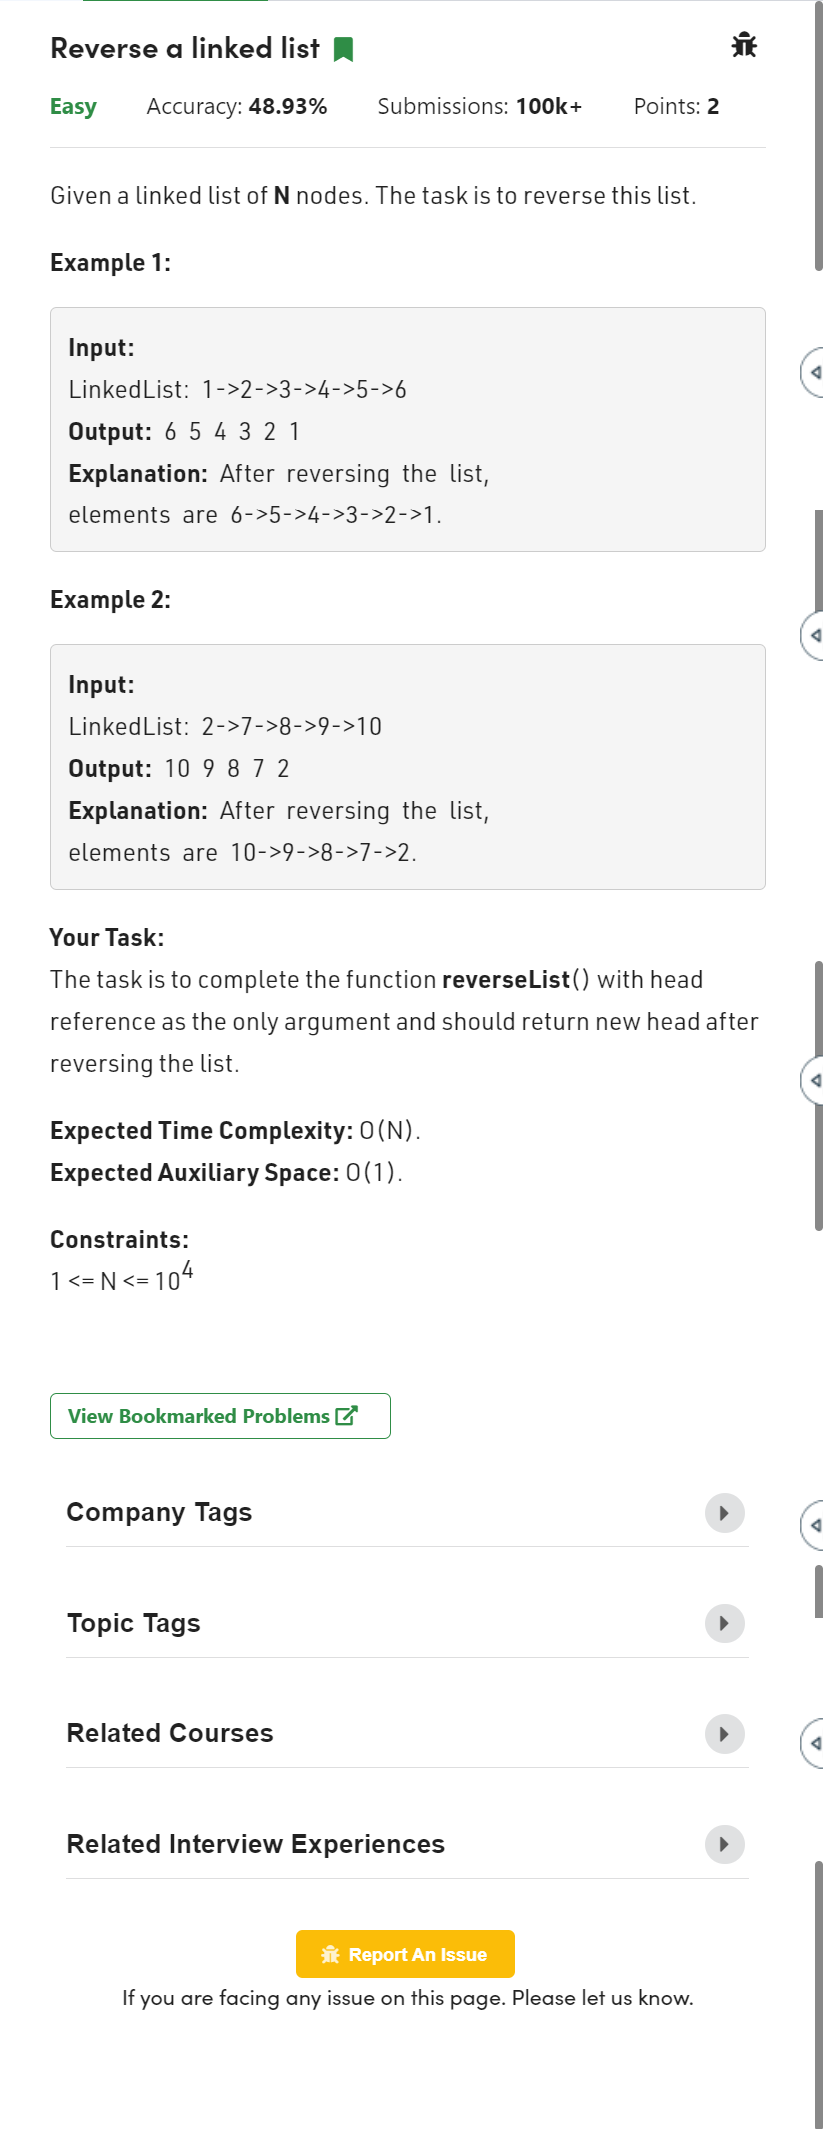 Reverse a linked list
Easy Accuracy: 48.93% Submissions: 100k+ Points: 2
Given a linked list of N nodes. The task is to reverse this list.
Example 1:
Input:
LinkedList: 1->2->3->4->5->6
Output: 6 5 4 3 2 1
Explanation: After reversing the list,
elements are 6->5->4->3->2->1.
Example 2:
Input:
LinkedList: 2->7->8->9->10
Output: 10 9 8 7 2
Explanation: After reversing the list,
elements are 10->9->8->7->2.
Your Task:
The task is to complete the function reverseList() with head
reference as the only argument and should return new head after
reversing the list.
Expected Time Complexity: O(N).
Expected Auxiliary Space: O(1).
Constraints:
1 <= N <= 10⁴
View Bookmarked Problems
Company Tags
Topic Tags
Related Courses
Related Interview Experiences
Report An Issue
If you are facing any issue on this page. Please let us know.